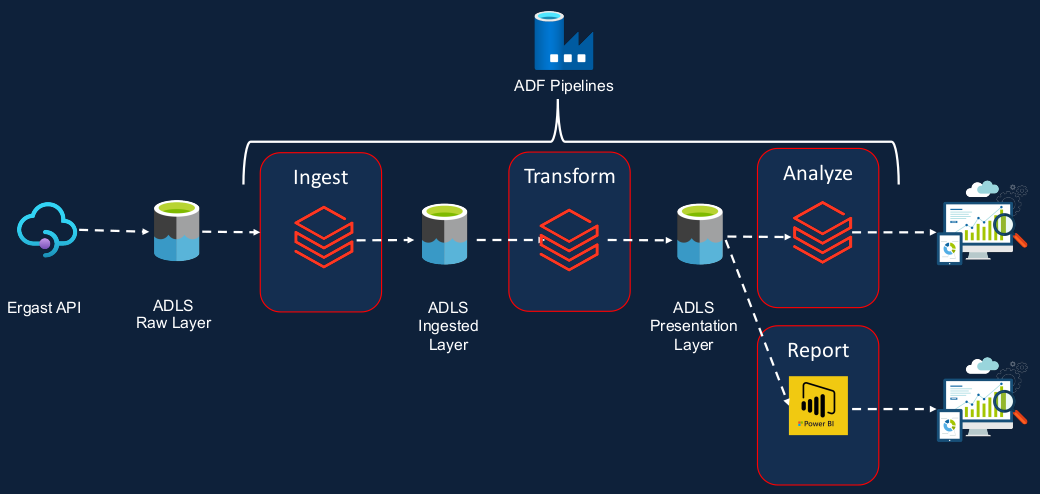 ADF Pipelines
Ingest
Transform
Analyze
Ergast API
ADLS
Raw Layer
ADLS
Ingested
Layer
ADLS
Presentation
Layer
Report
Power BI